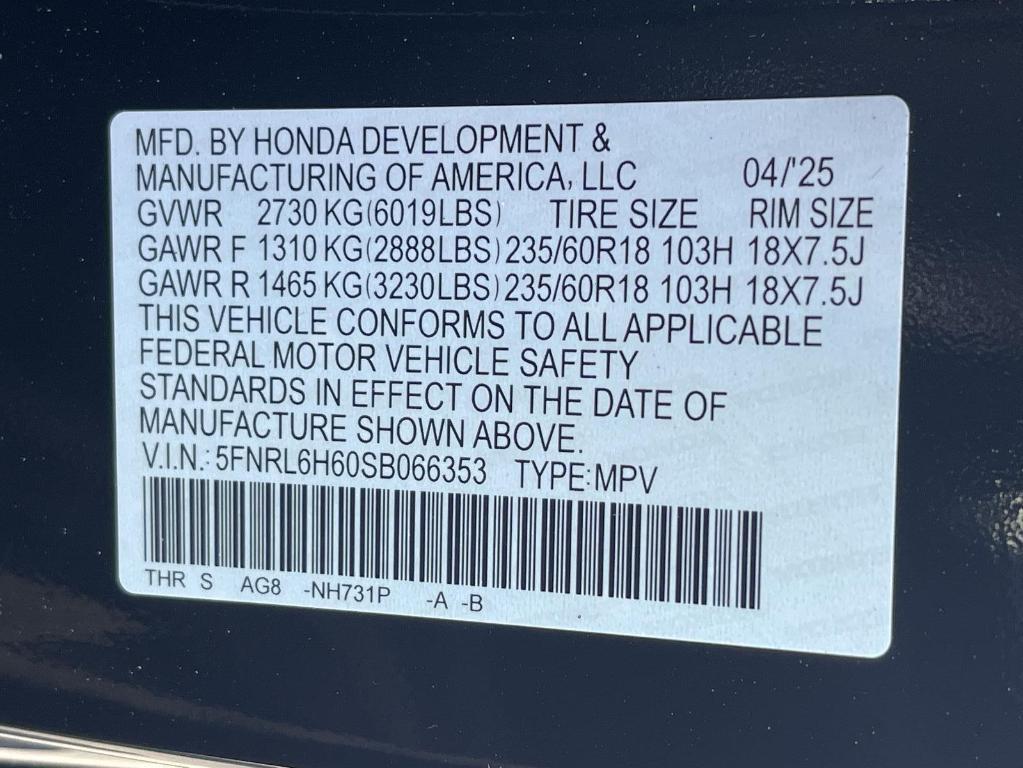 MFD. BY HONDA DEVELOPMENT &
MANUFACTURING OF AMERICA, LLC 04/'25
GVWR 2730 KG(6019LBS) TIRE SIZE RIM SIZE
GAWR F 1310 KG(2888LBS) 235/60R18 103H 18X7.5J
GAWR R 1465 KG(3230LBS) 235/60R18 103H 18X7.5J
THIS VEHICLE CONFORMS TO ALL APPLICABLE
FEDERAL MOTOR VEHICLE SAFETY
STANDARDS IN EFFECT ON THE DATE OF
MANUFACTURE SHOWN ABOVE.
V.I.N.: 5FNRL6H60SB066353 TYPE:MPV
THR S AG8 -NH731P -A -B